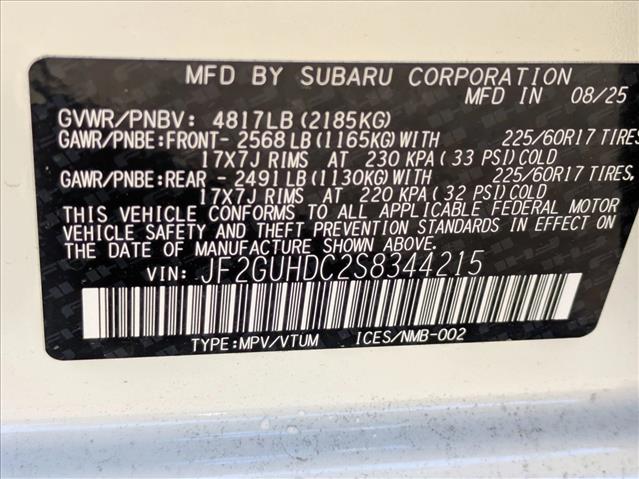 MFD BY SUBARU CORPORATION
MFD IN 08/25
GVWR/PNBV: 4817LB (2185KG)
GAWR/PNBE:FRONT- 2568 LB (1165KG) WITH 225/60R17 TIRES
17X7J RIMS AT 230 KPA (33 PSI) COLD
GAWR/PNBE:REAR - 2491 LB (1130KG) WITH 225/60R17 TIRES,
17X7J RIMS AT 220 KPA (32 PSI) COLD
THIS VEHICLE CONFORMS TO ALL APPLICABLE FEDERAL MOTOR
VEHICLE SAFETY AND THEFT PREVENTION STANDARDS IN EFFECT ON
THE DATE OF MANUFACTURE SHOWN ABOVE.
VIN: JF2GUHDC2S8344215
TYPE:MPV/VTUM ICES/NMB-002